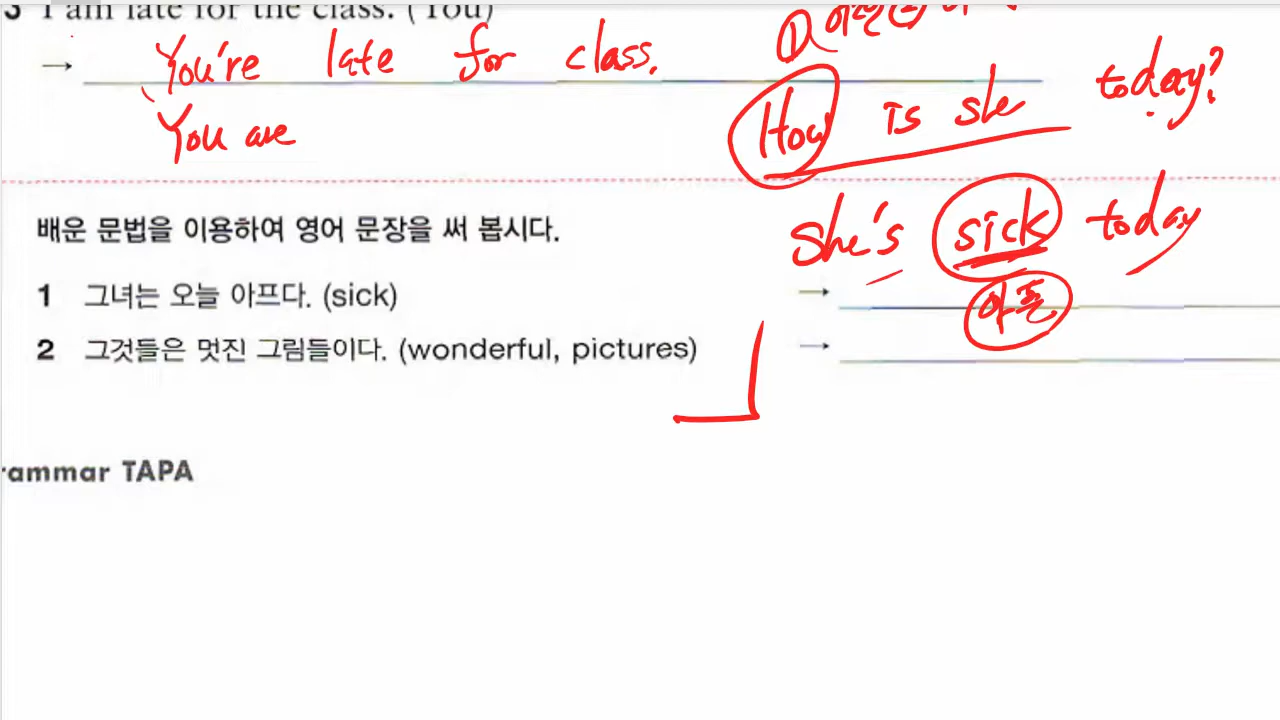 3 I am late for the class. (You)
→ You're late for class.
You are
How is she today?
She's sick today
아픈
배운 문법을 이용하여 영어 문장을 써 봅시다.
1 그녀는 오늘 아프다. (sick) →
2 그것들은 멋진 그림들이다. (wonderful, pictures) →
rammar TAPA